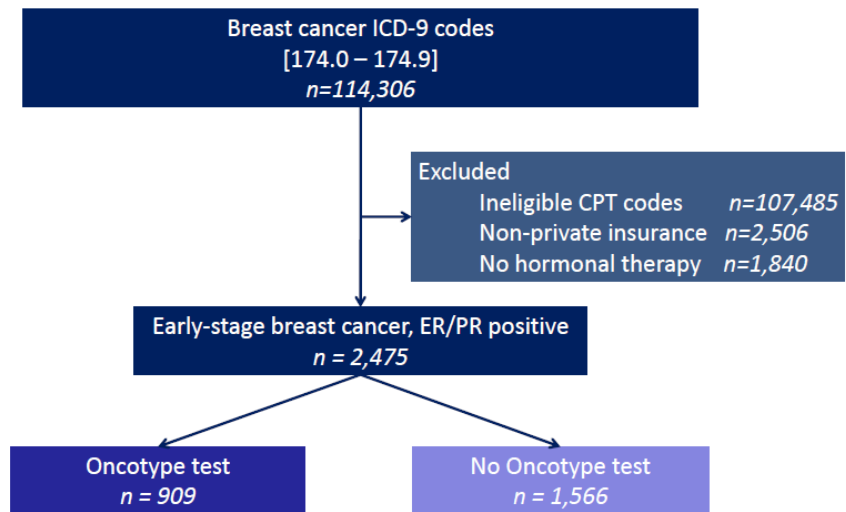 Breast cancer ICD-9 codes
[174.0 – 174.9]
n=114,306
Excluded
Ineligible CPT codes n=107,485
Non-private insurance n=2,506
No hormonal therapy n=1,840
Early-stage breast cancer, ER/PR positive
n = 2,475
Oncotype test
n = 909
No Oncotype test
n = 1,566